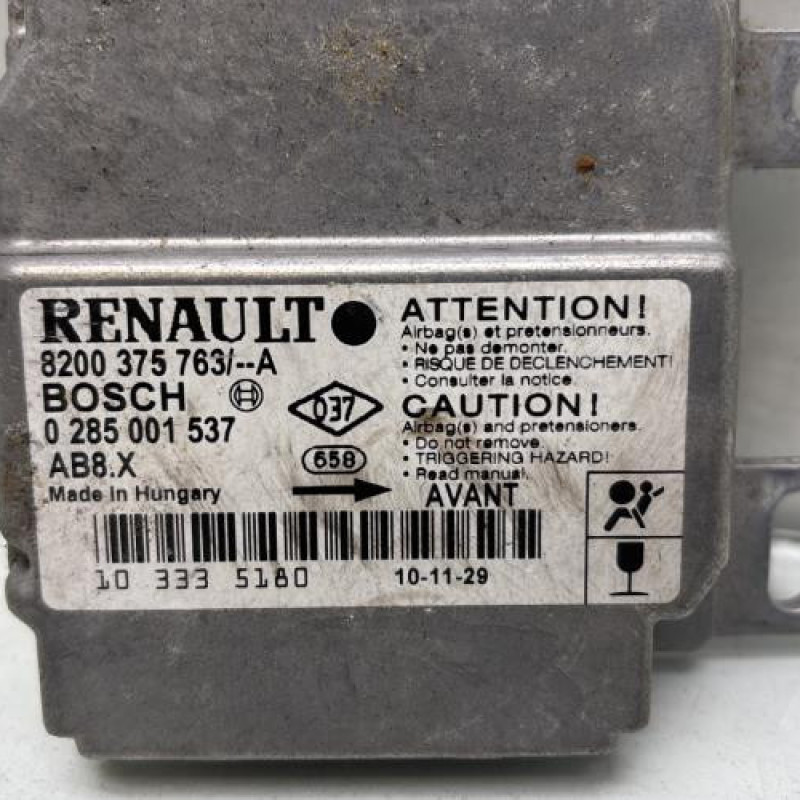 RENAULT
8200 375 763/--A
BOSCH
0 285 001 537
AB8.X
Made in Hungary
037
658
ATTENTION!
Airbag(s) et pretensionneurs.
• Ne pas demonter.
• RISQUE DE DECLENCHEMENT!
• Consulter la notice.
CAUTION!
Airbag(s) and pretensioners.
• Do not remove.
• TRIGGERING HAZARD!
• Read manual.
AVANT
10 333 5180
10-11-29